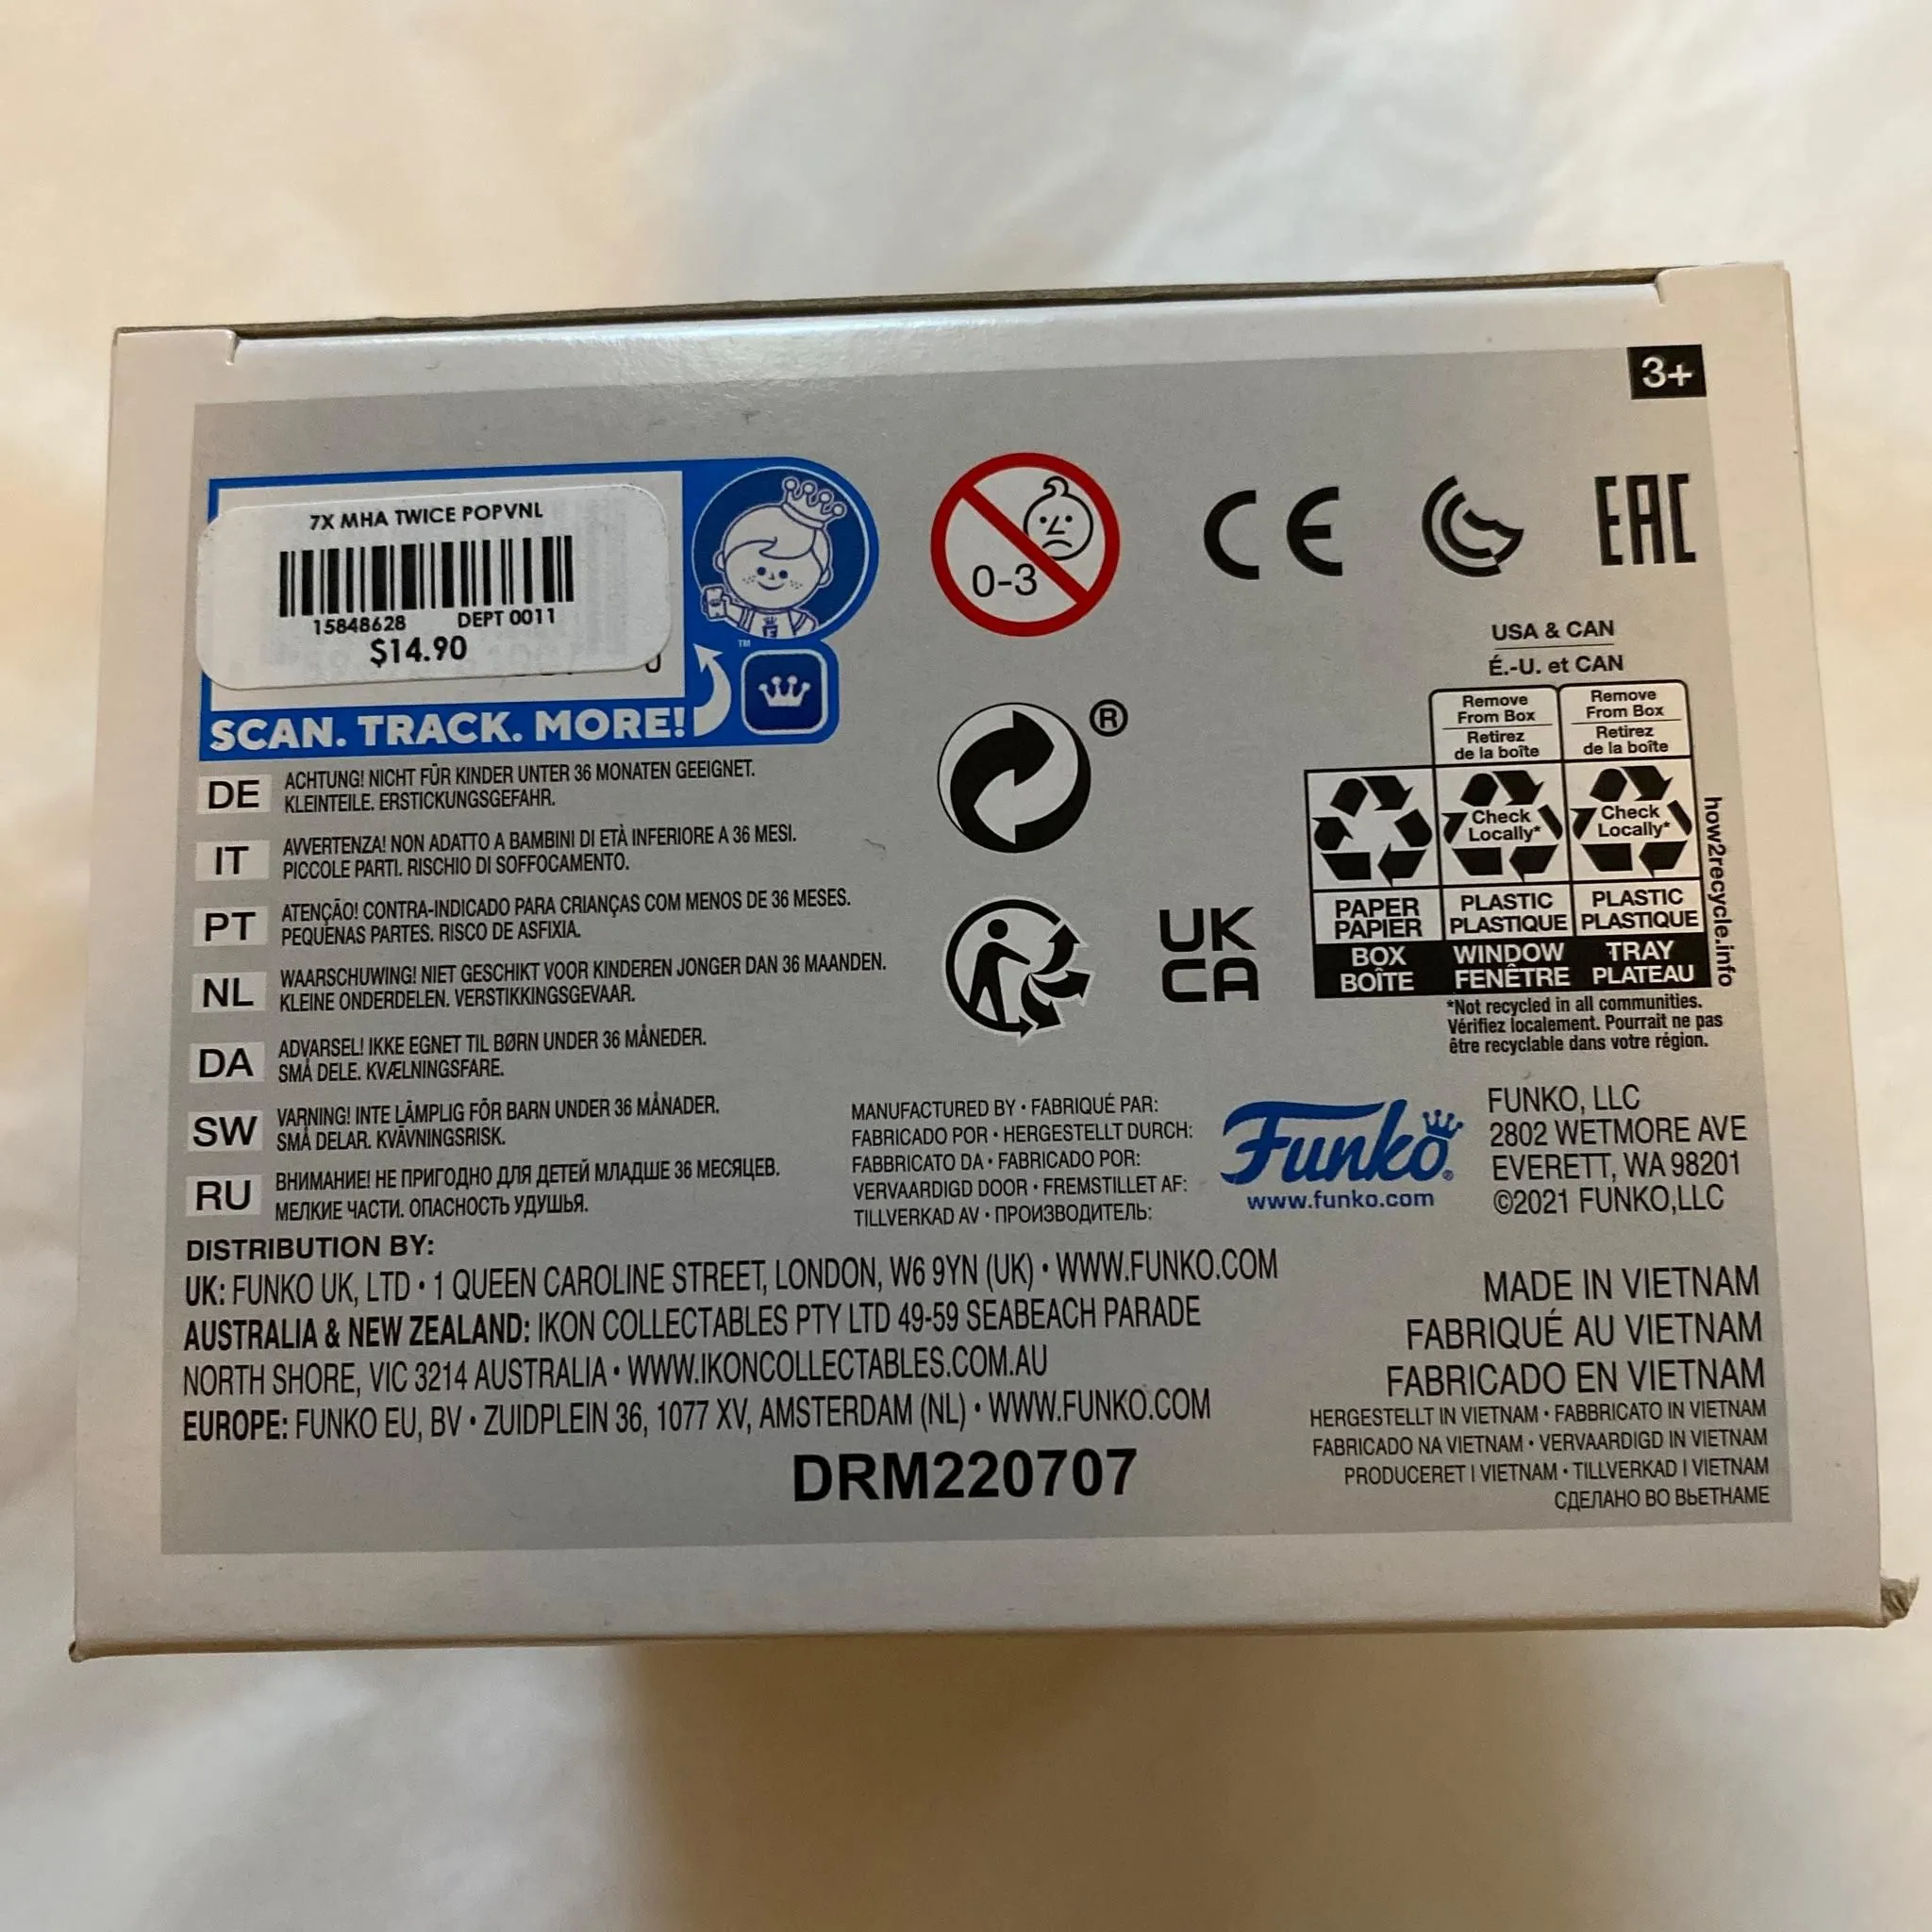 3+
7X MHA TWICE POPVNL
15848628 DEPT 0011
$14.90
SCAN. TRACK. MORE!
TM
0-3
CE
EAC
USA & CAN
É.-U. et CAN
Remove
From Box
Retirez
de la boîte
Remove
From Box
Retirez
de la boîte
Check
Locally*
Check
Locally*
PAPER
PAPIER
PLASTIC
PLASTIQUE
PLASTIC
PLASTIQUE
BOX
BOÎTE
WINDOW
FENÊTRE
TRAY
PLATEAU
how2recycle.info
*Not recycled in all communities.
Vérifiez localement. Pourrait ne pas
être recyclable dans votre région.
®
UK
CA
DE ACHTUNG! NICHT FÜR KINDER UNTER 36 MONATEN GEEIGNET.
KLEINTEILE. ERSTICKUNGSGEFAHR.
IT AVVERTENZA! NON ADATTO A BAMBINI DI ETÀ INFERIORE A 36 MESI.
PICCOLE PARTI. RISCHIO DI SOFFOCAMENTO.
PT ATENÇÃO! CONTRA-INDICADO PARA CRIANÇAS COM MENOS DE 36 MESES.
PEQUENAS PARTES. RISCO DE ASFIXIA.
NL WAARSCHUWING! NIET GESCHIKT VOOR KINDEREN JONGER DAN 36 MAANDEN.
KLEINE ONDERDELEN. VERSTIKKINGSGEVAAR.
DA ADVARSEL! IKKE EGNET TIL BØRN UNDER 36 MÅNEDER.
SMÅ DELE. KVÆLNINGSFARE.
SW VARNING! INTE LÄMPLIG FÖR BARN UNDER 36 MÅNADER.
SMÅ DELAR. KVÄVNINGSRISK.
RU ВНИМАНИЕ! НЕ ПРИГОДНО ДЛЯ ДЕТЕЙ МЛАДШЕ 36 МЕСЯЦЕВ.
МЕЛКИЕ ЧАСТИ. ОПАСНОСТЬ УДУШЬЯ.
MANUFACTURED BY • FABRIQUÉ PAR:
FABRICADO POR • HERGESTELLT DURCH:
FABBRICATO DA • FABRICADO POR:
VERVAARDIGD DOOR • FREMSTILLET AF:
TILLVERKAD AV • ПРОИЗВОДИТЕЛЬ:
Funko®
www.funko.com
FUNKO, LLC
2802 WETMORE AVE
EVERETT, WA 98201
©2021 FUNKO,LLC
DISTRIBUTION BY:
UK: FUNKO UK, LTD • 1 QUEEN CAROLINE STREET, LONDON, W6 9YN (UK) • WWW.FUNKO.COM
AUSTRALIA & NEW ZEALAND: IKON COLLECTABLES PTY LTD 49-59 SEABEACH PARADE
NORTH SHORE, VIC 3214 AUSTRALIA • WWW.IKONCOLLECTABLES.COM.AU
EUROPE: FUNKO EU, BV • ZUIDPLEIN 36, 1077 XV, AMSTERDAM (NL) • WWW.FUNKO.COM
DRM220707
MADE IN VIETNAM
FABRIQUÉ AU VIETNAM
FABRICADO EN VIETNAM
HERGESTELLT IN VIETNAM • FABBRICATO IN VIETNAM
FABRICADO NA VIETNAM • VERVAARDIGD IN VIETNAM
PRODUCERET I VIETNAM • TILLVERKAD I VIETNAM
СДЕЛАНО ВО ВЬЕТНАМЕ